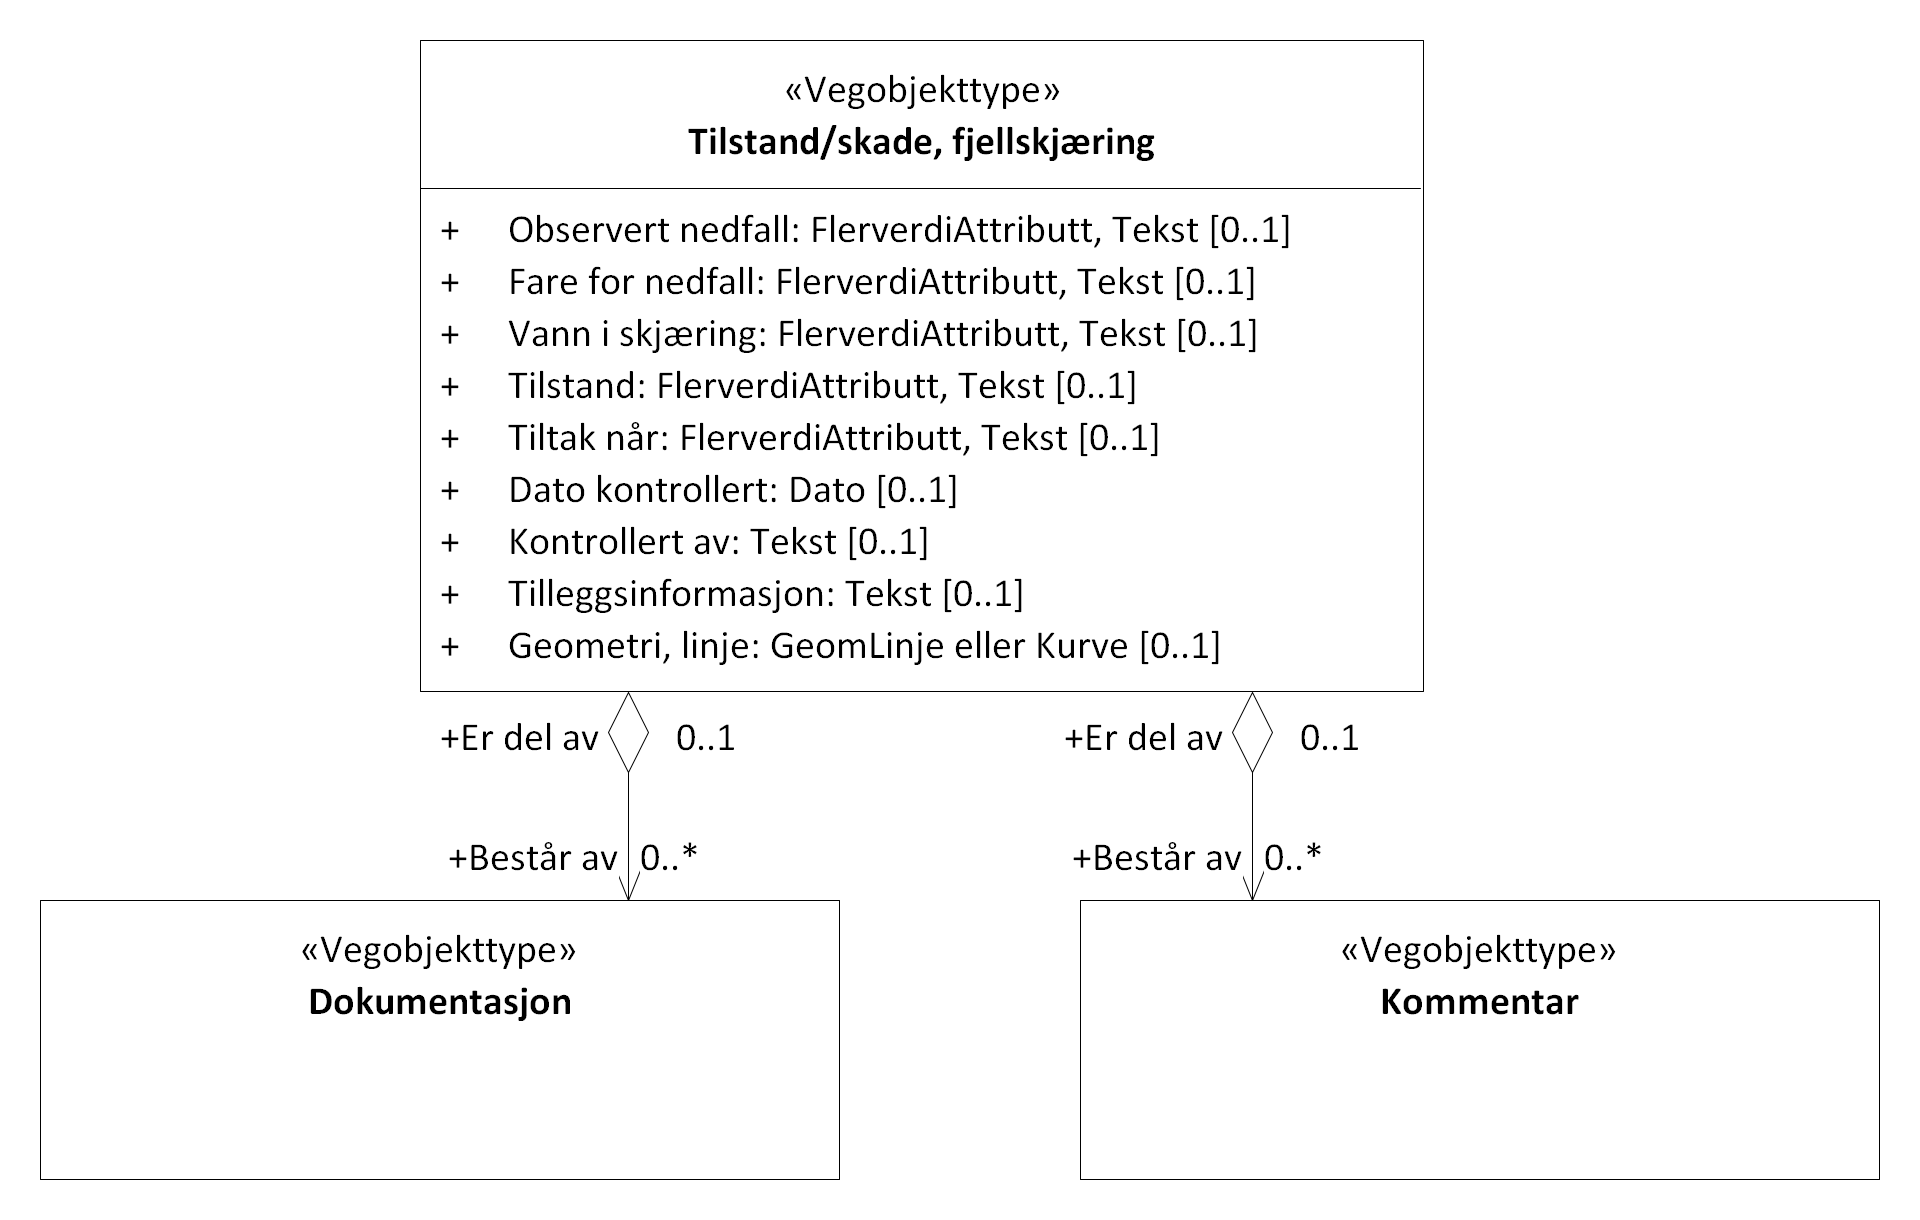 «Vegobjekttype»
Tilstand/skade, fjellskjæring
+ Observert nedfall: FlerverdiAttributt, Tekst [0..1]
+ Fare for nedfall: FlerverdiAttributt, Tekst [0..1]
+ Vann i skjæring: FlerverdiAttributt, Tekst [0..1]
+ Tilstand: FlerverdiAttributt, Tekst [0..1]
+ Tiltak når: FlerverdiAttributt, Tekst [0..1]
+ Dato kontrollert: Dato [0..1]
+ Kontrollert av: Tekst [0..1]
+ Tilleggsinformasjon: Tekst [0..1]
+ Geometri, linje: GeomLinje eller Kurve [0..1]
+Er del av 0..1
+Er del av 0..1
+Består av 0..*
+Består av 0..*
«Vegobjekttype»
Dokumentasjon
«Vegobjekttype»
Kommentar